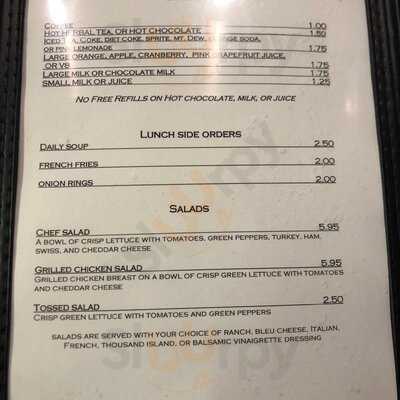 Coffee 1.00
Hot herbal tea, or hot chocolate 1.50
Iced tea, Coke, diet coke, sprite, mt. Dew, orange soda,
or pink lemonade 1.75
Large orange, apple, cranberry, pink grapefruit juice,
or V8 1.75
Large milk or chocolate milk 1.75
small milk or juice 1.25
No Free Refills on Hot chocolate, milk, or juice
Lunch side orders
Daily soup 2.50
french fries 2.00
onion rings 2.00
Salads
Chef salad 5.95
A bowl of crisp lettuce with tomatoes, green peppers, turkey, ham,
swiss, and cheddar cheese
Grilled chicken salad 5.95
Grilled chicken breast on a bowl of crisp green lettuce with tomatoes
and cheddar cheese
Tossed salad 2.50
Crisp green lettuce with tomatoes and green peppers
salads are served with your choice of ranch, bleu cheese, Italian,
French, thousand island, or balsamic vinaigrette dressing